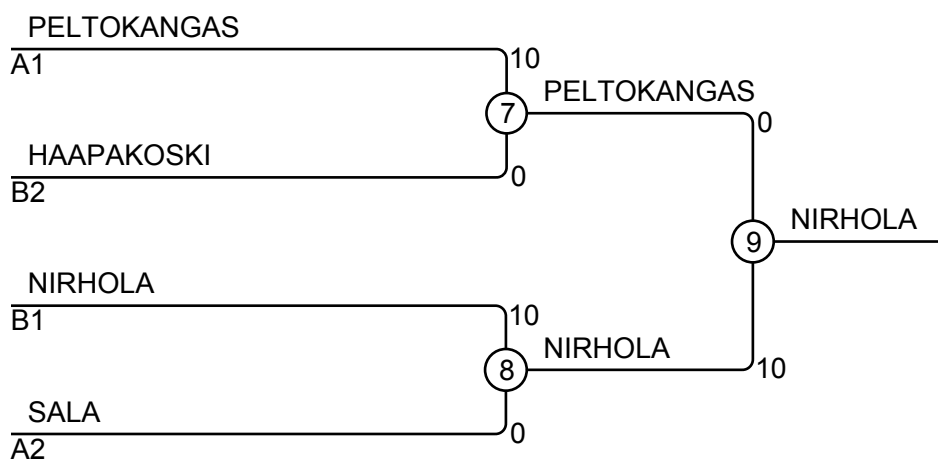 PELTOKANGAS
A1
10
7
PELTOKANGAS
0
HAAPAKOSKI
B2
0
9
NIRHOLA
NIRHOLA
B1
10
8
NIRHOLA
10
SALA
A2
0